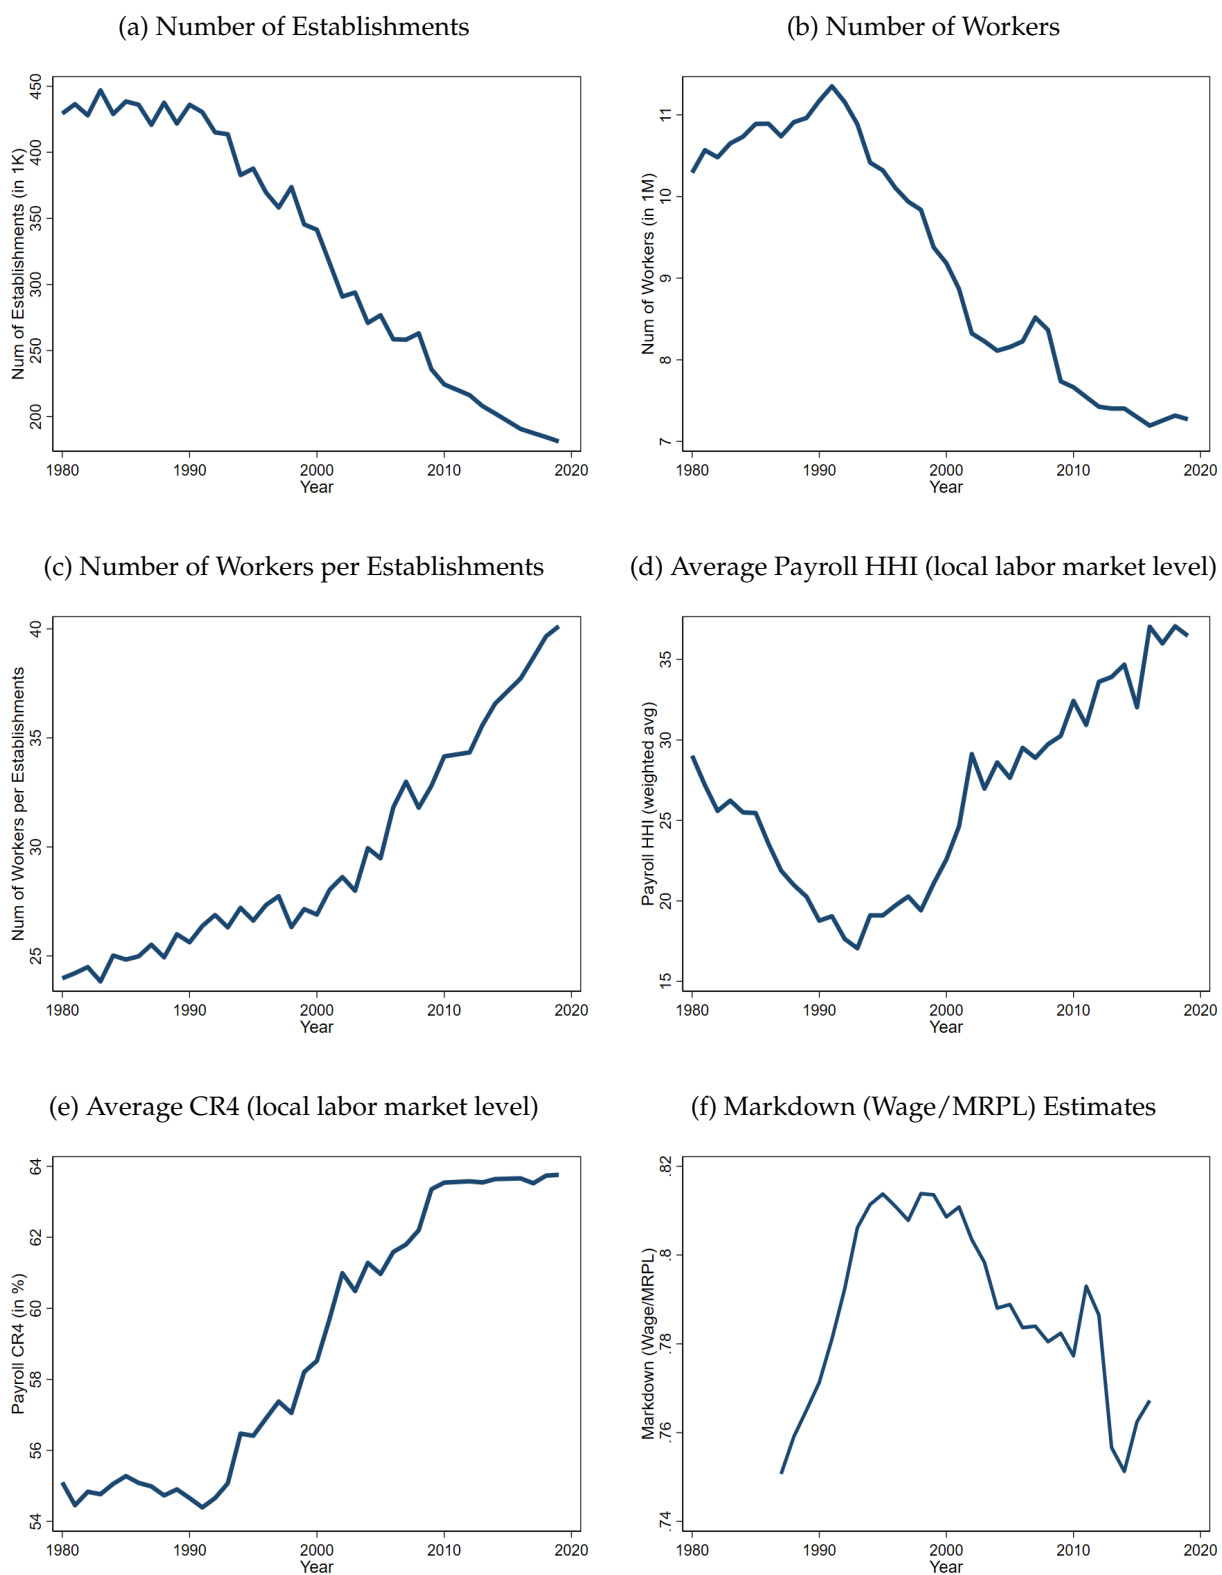 (a) Number of Establishments
Num of Establishments (in 1K)
450
400
350
300
250
200
1980 1990 2000 2010 2020
Year
(b) Number of Workers
Num of Workers (in 1M)
11
10
9
8
7
1980 1990 2000 2010 2020
Year
(c) Number of Workers per Establishments
Num of Workers per Establishments
40
35
30
25
1980 1990 2000 2010 2020
Year
(d) Average Payroll HHI (local labor market level)
Payroll HHI (weighted avg)
35
30
25
20
15
1980 1990 2000 2010 2020
Year
(e) Average CR4 (local labor market level)
Payroll CR4 (in %)
64
62
60
58
56
54
1980 1990 2000 2010 2020
Year
(f) Markdown (Wage/MRPL) Estimates
Markdown (Wage/MRPL)
.82
.8
.78
.76
.74
1980 1990 2000 2010 2020
Year